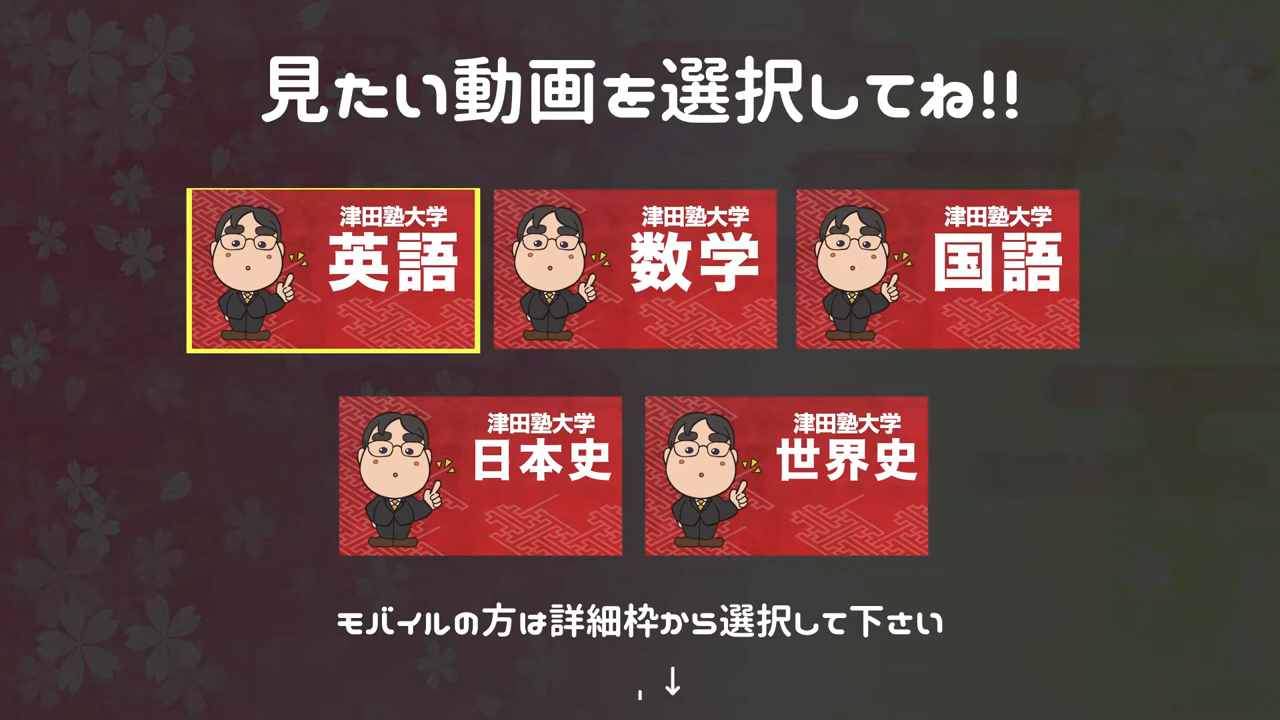 見たい動画を選択してね!!
津田塾大学
英語
津田塾大学
数学
津田塾大学
国語
津田塾大学
日本史
津田塾大学
世界史
モバイルの方は詳細枠から選択して下さい
↓